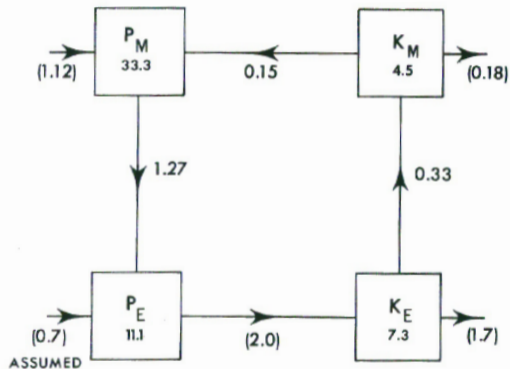 P_M
33.3
K_M
4.5
(1.12)
0.15
(0.18)
1.27
0.33
P_E
11.1
K_E
7.3
(0.7)
(2.0)
(1.7)
ASSUMED